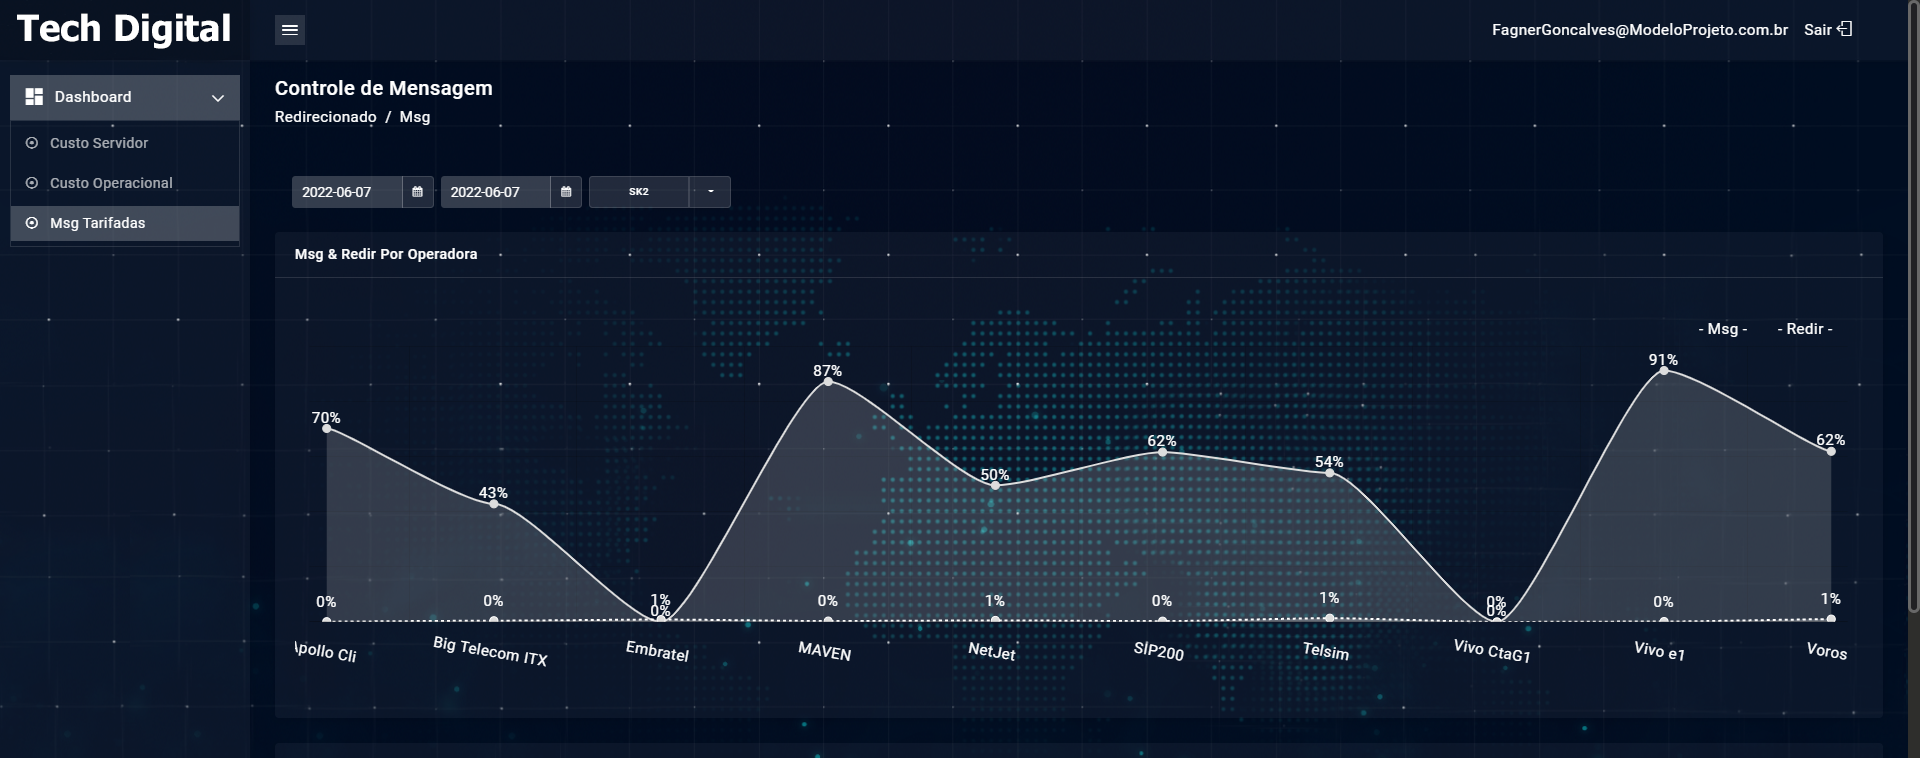 Tech Digital
FagnerGoncalves@ModeloProjeto.com.br Sair
Dashboard
Custo Servidor
Custo Operacional
Msg Tarifadas
Controle de Mensagem
Redirecionado / Msg
2022-06-07 2022-06-07 SK2
Msg & Redir Por Operadora
- Msg - - Redir -
70% 43% 1% 87% 50% 62% 54% 0% 91% 62%
0% 0% 0% 0% 1% 0% 1% 0% 0% 1%
Apollo Cli Big Telecom ITX Embratel MAVEN NetJet SIP200 Telsim Vivo CtaG1 Vivo e1 Voros